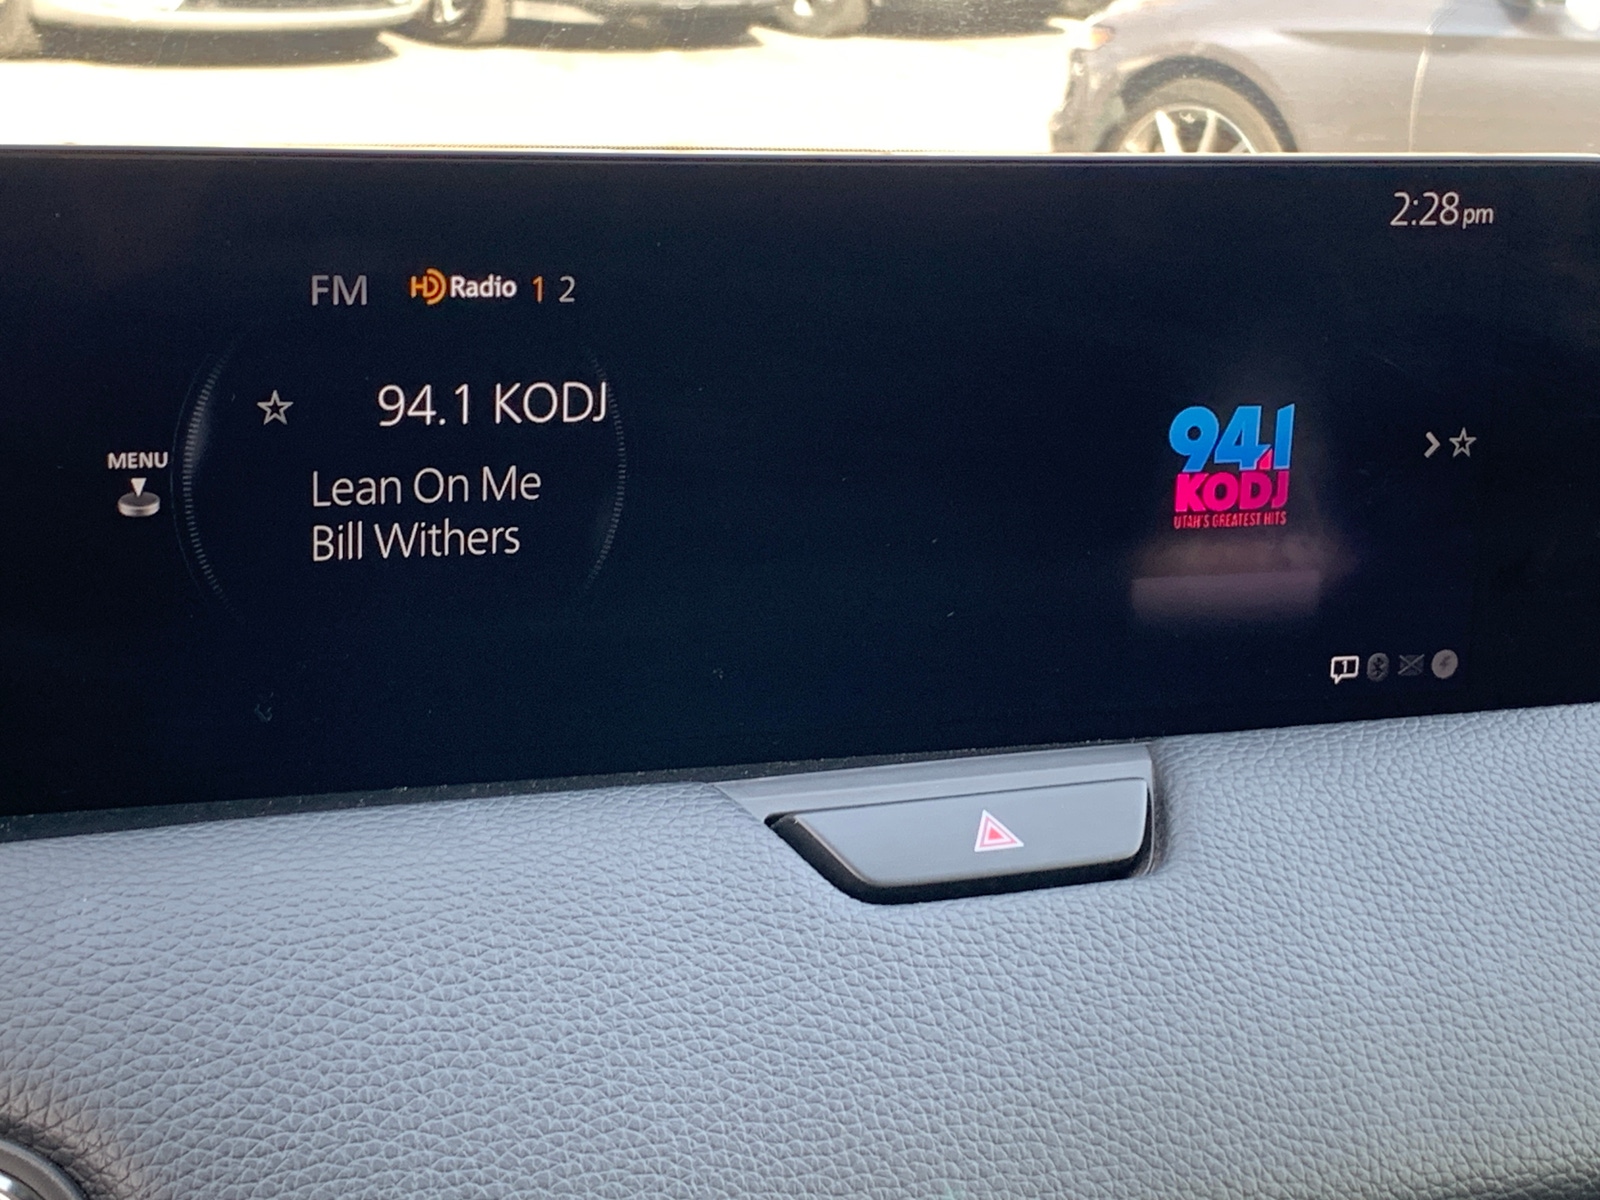 2:28pm
FM HD Radio 1 2
94.1 KODJ
MENU
Lean On Me
Bill Withers
94.1
KODJ
UTAH'S GREATEST HITS
1